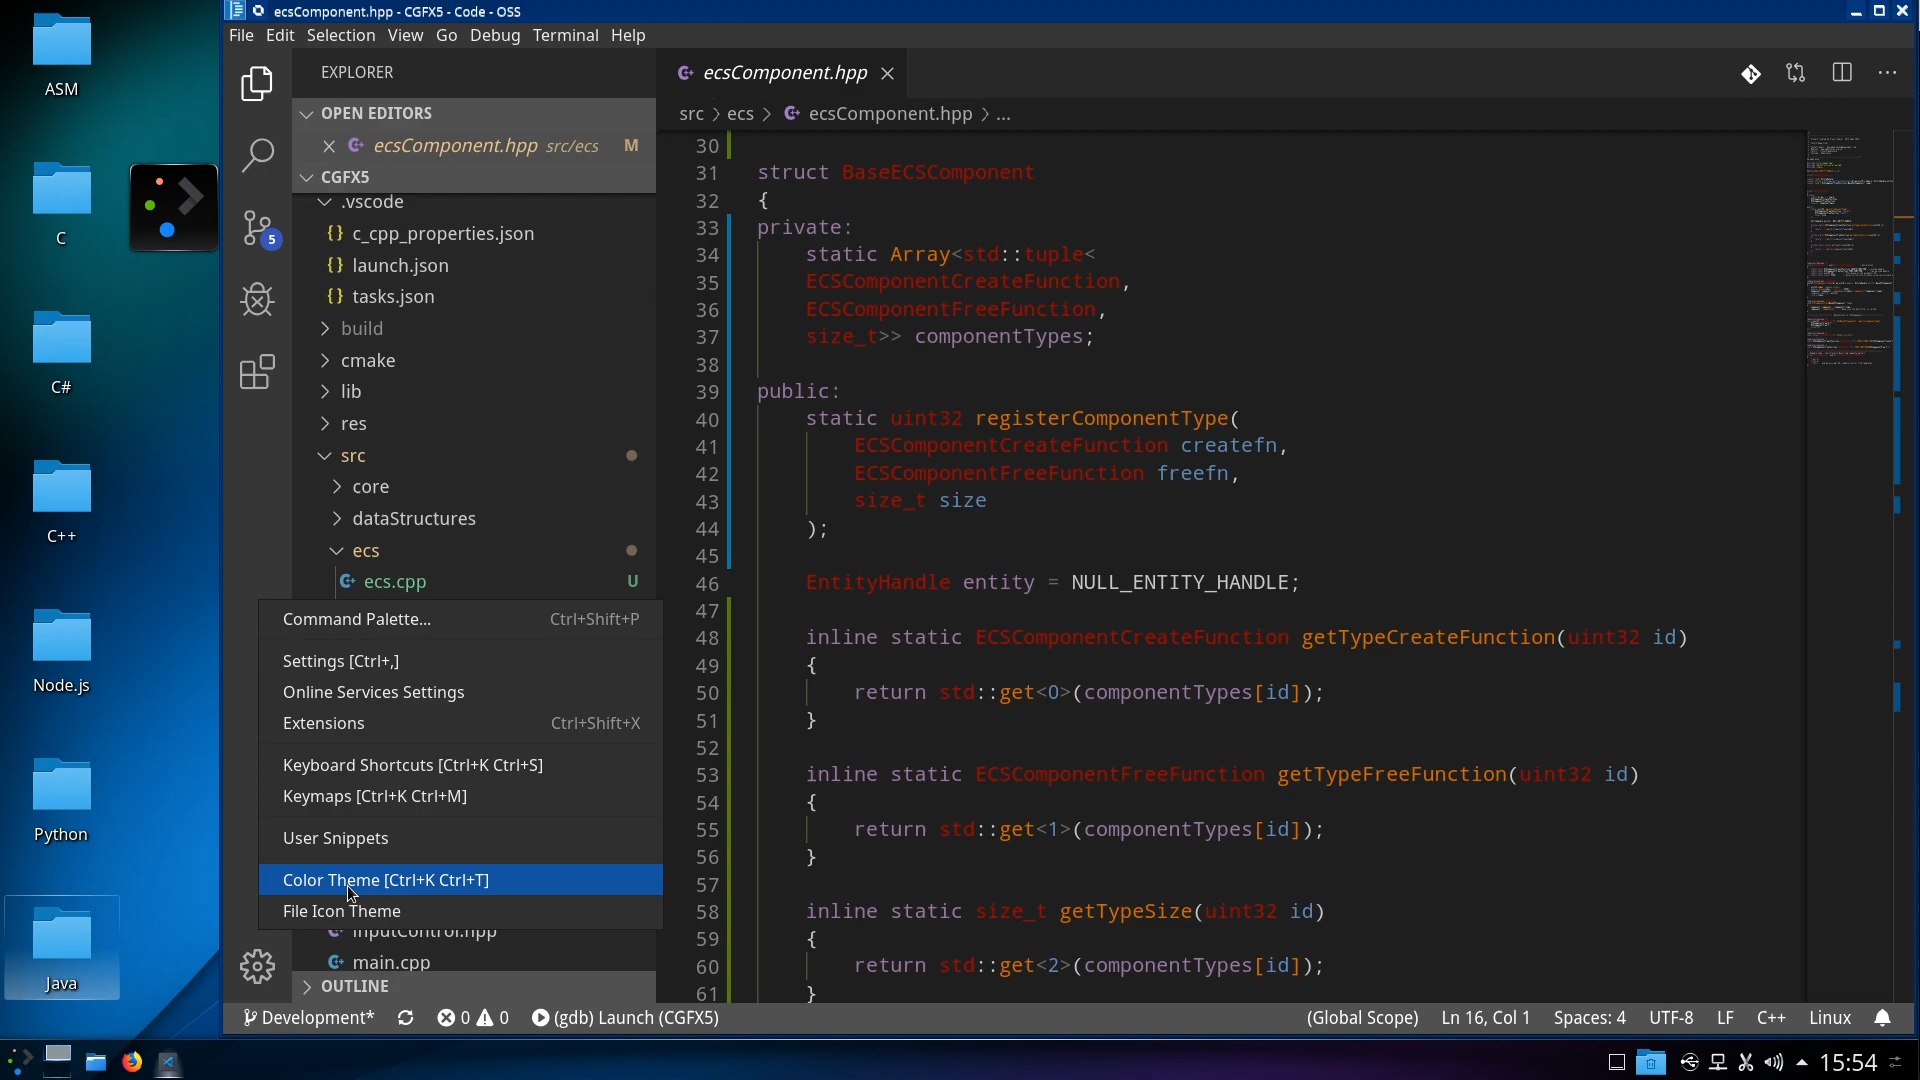 ecsComponent.hpp - CGFX5 - Code - OSS
File Edit Selection View Go Debug Terminal Help
ASM
C
C#
C++
Node.js
Python
Java
5
EXPLORER
OPEN EDITORS
ecsComponent.hpp src/ecs M
CGFX5
.vscode
{} c_cpp_properties.json
{} launch.json
{} tasks.json
build
cmake
lib
res
src
core
dataStructures
ecs
ecs.cpp U
Command Palette... Ctrl+Shift+P
Settings [Ctrl+,]
Online Services Settings
Extensions Ctrl+Shift+X
Keyboard Shortcuts [Ctrl+K Ctrl+S]
Keymaps [Ctrl+K Ctrl+M]
User Snippets
Color Theme [Ctrl+K Ctrl+T]
File Icon Theme
inputControl.hpp
main.cpp
OUTLINE
ecsComponent.hpp
src > ecs > ecsComponent.hpp > ...
30
31 struct BaseECSComponent
32 {
33 private:
34 static Array<std::tuple<
35 ECSComponentCreateFunction,
36 ECSComponentFreeFunction,
37 size_t>> componentTypes;
38
39 public:
40 static uint32 registerComponentType(
41 ECSComponentCreateFunction createfn,
42 ECSComponentFreeFunction freefn,
43 size_t size
44 );
45
46 EntityHandle entity = NULL_ENTITY_HANDLE;
47
48 inline static ECSComponentCreateFunction getTypeCreateFunction(uint32 id)
49 {
50 return std::get<0>(componentTypes[id]);
51 }
52
53 inline static ECSComponentFreeFunction getTypeFreeFunction(uint32 id)
54 {
55 return std::get<1>(componentTypes[id]);
56 }
57
58 inline static size_t getTypeSize(uint32 id)
59 {
60 return std::get<2>(componentTypes[id]);
61 }
Development* 0 0 (gdb) Launch (CGFX5) (Global Scope) Ln 16, Col 1 Spaces: 4 UTF-8 LF C++ Linux
15:54